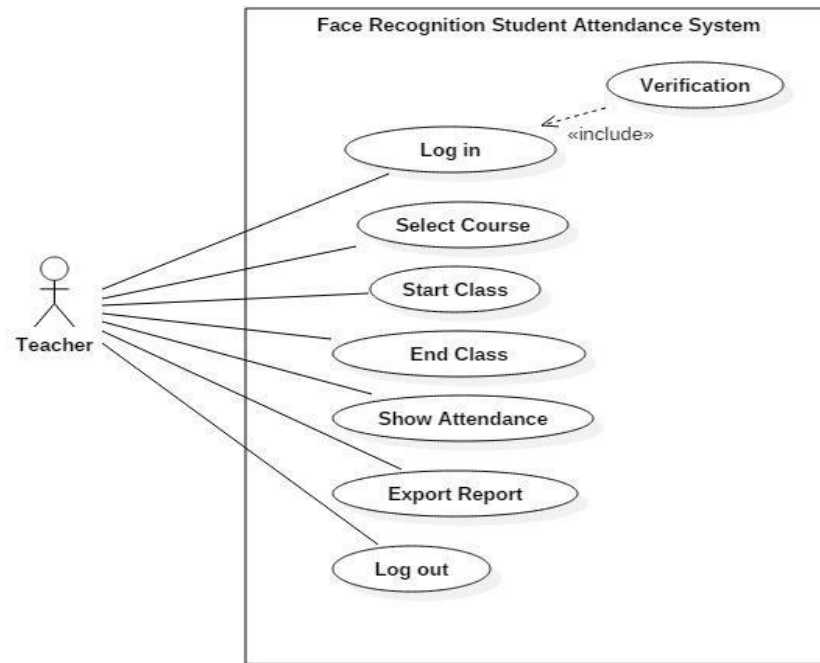 Face Recognition Student Attendance System
Verification
«include»
Log in
Select Course
Start Class
Teacher
End Class
Show Attendance
Export Report
Log out